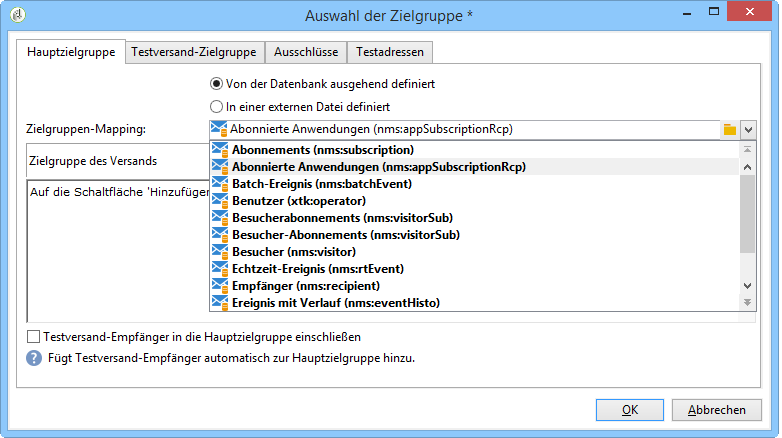 Auswahl der Zielgruppe *
Hauptzielgruppe Testversand-Zielgruppe Ausschlüsse Testadressen
Von der Datenbank ausgehend definiert
In einer externen Datei definiert
Zielgruppen-Mapping: Abonnierte Anwendungen (nms:appSubscriptionRcp)
Abonnements (nms:subscription)
Zielgruppe des Versands
Abonnierte Anwendungen (nms:appSubscriptionRcp)
Batch-Ereignis (nms:batchEvent)
Auf die Schaltfläche 'Hinzufügen
Benutzer (xtk:operator)
Besucherabonnements (nms:visitorSub)
Besucher-Abonnements (nms:visitorSub)
Besucher (nms:visitor)
Echtzeit-Ereignis (nms:rtEvent)
Empfänger (nms:recipient)
Ereignis mit Verlauf (nms:eventHisto)
Testversand-Empfänger in die Hauptzielgruppe einschließen
Fügt Testversand-Empfänger automatisch zur Hauptzielgruppe hinzu.
OK Abbrechen